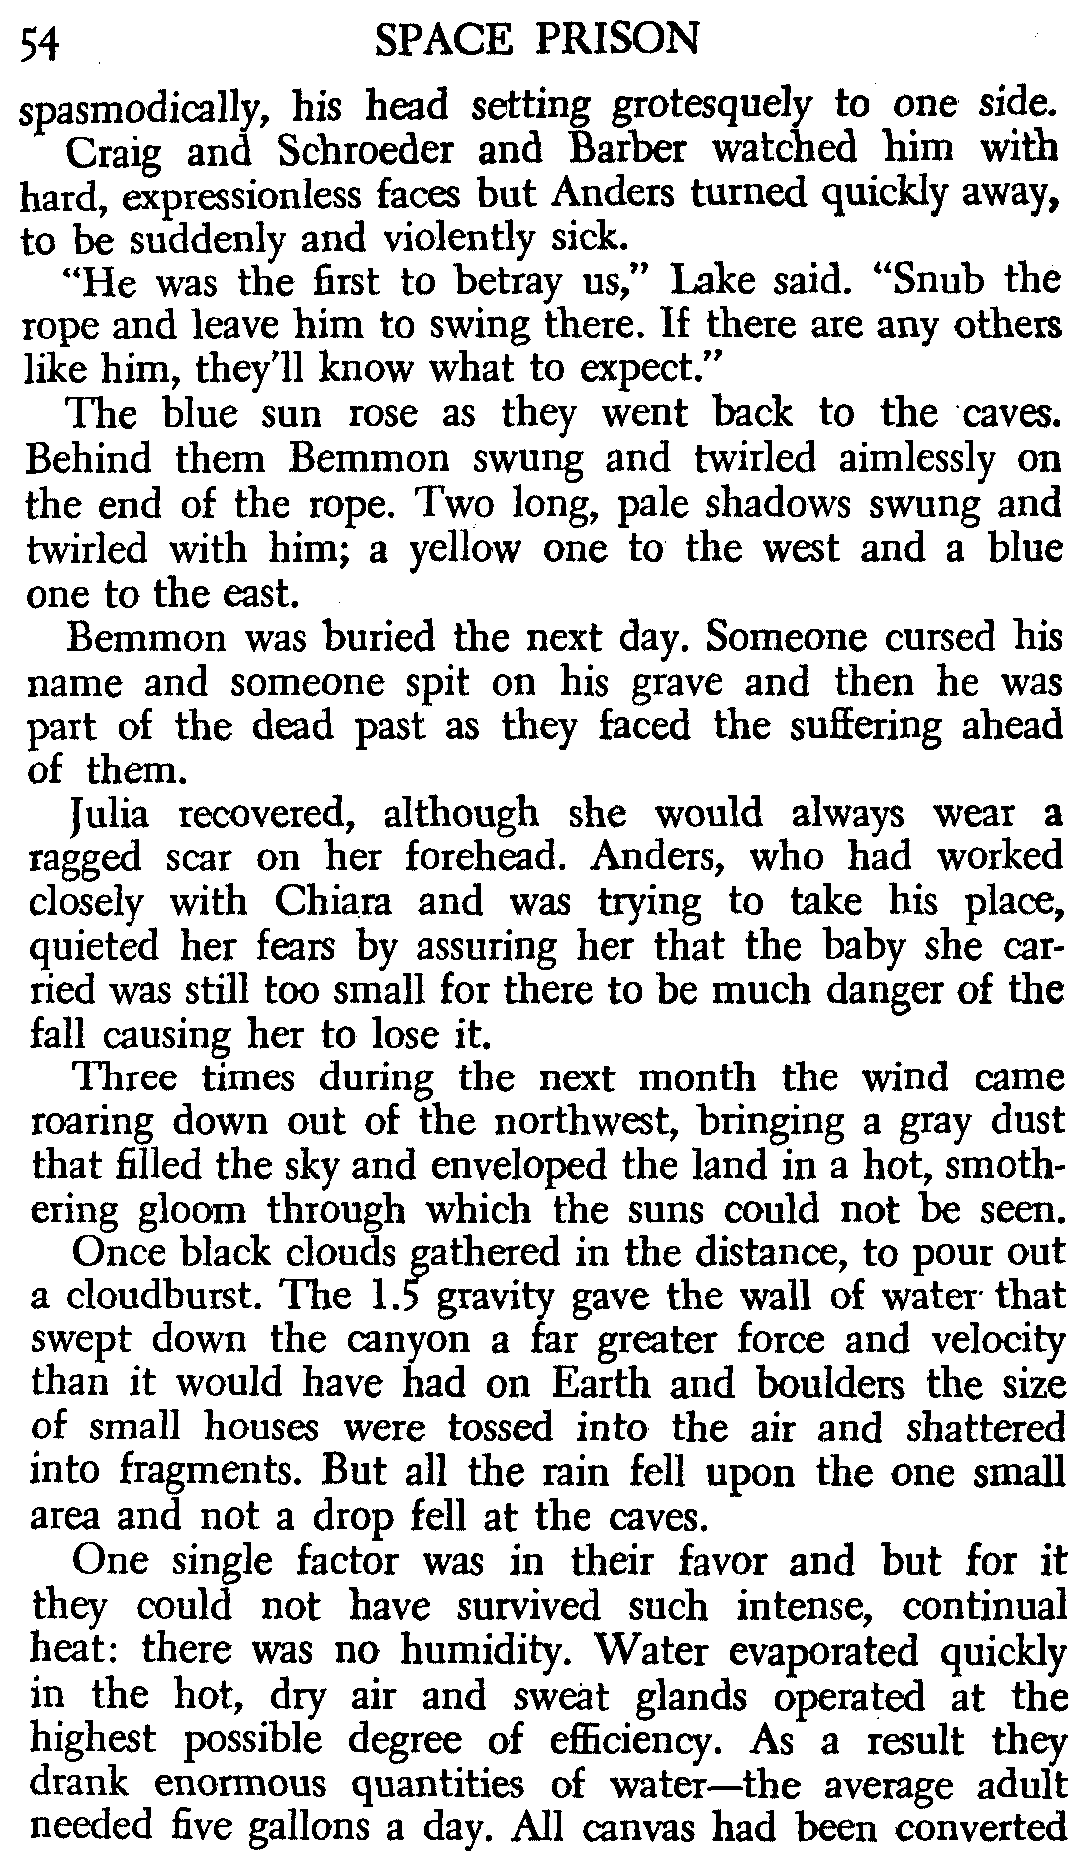 54 SPACE PRISON
spasmodically, his head setting grotesquely to one side.
Craig and Schroeder and Barber watched him with
hard, expressionless faces but Anders turned quickly away,
to be suddenly and violently sick.
“He was the first to betray us,” Lake said. “Snub the
rope and leave him to swing there. If there are any others
like him, they’ll know what to expect.”
The blue sun rose as they went back to the caves.
Behind them Bemmon swung and twirled aimlessly on
the end of the rope. Two long, pale shadows swung and
twirled with him; a yellow one to the west and a blue
one to the east.
Bemmon was buried the next day. Someone cursed his
name and someone spit on his grave and then he was
part of the dead past as they faced the suffering ahead
of them.
Julia recovered, although she would always wear a
ragged scar on her forehead. Anders, who had worked
closely with Chiara and was trying to take his place,
quieted her fears by assuring her that the baby she car-
ried was still too small for there to be much danger of the
fall causing her to lose it.
Three times during the next month the wind came
roaring down out of the northwest, bringing a gray dust
that filled the sky and enveloped the land in a hot, smoth-
ering gloom through which the suns could not be seen.
Once black clouds gathered in the distance, to pour out
a cloudburst. The 1.5 gravity gave the wall of water that
swept down the canyon a far greater force and velocity
than it would have had on Earth and boulders the size
of small houses were tossed into the air and shattered
into fragments. But all the rain fell upon the one small
area and not a drop fell at the caves.
One single factor was in their favor and but for it
they could not have survived such intense, continual
heat: there was no humidity. Water evaporated quickly
in the hot, dry air and sweat glands operated at the
highest possible degree of efficiency. As a result they
drank enormous quantities of water—the average adult
needed five gallons a day. All canvas had been converted